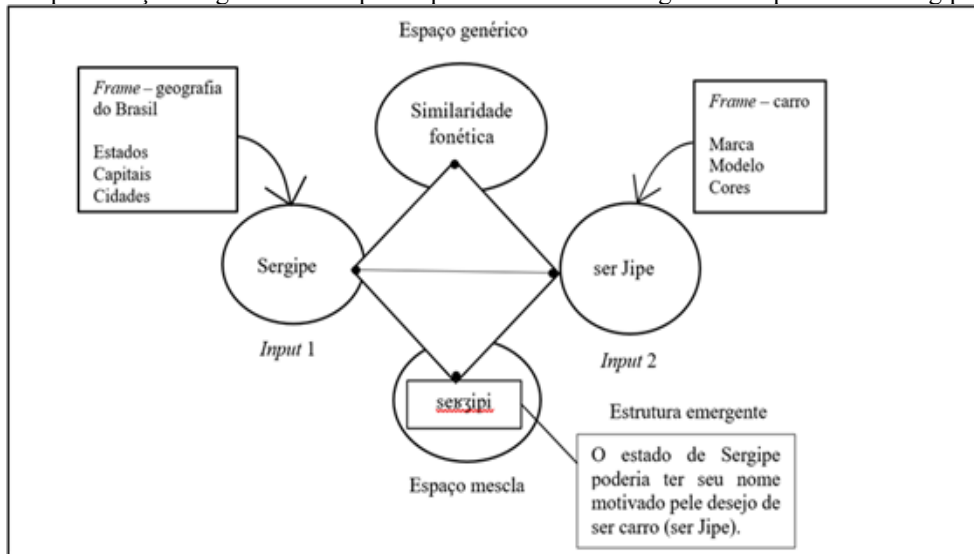 Espaço genérico
Frame – geografia
do Brasil
Estados
Capitais
Cidades
Similaridade
fonética
Frame – carro
Marca
Modelo
Cores
Sergipe
ser Jipe
Input 1
Input 2
seʁʒipi
Estrutura emergente
Espaço mescla
O estado de Sergipe
poderia ter seu nome
motivado pele desejo de
ser carro (ser Jipe).